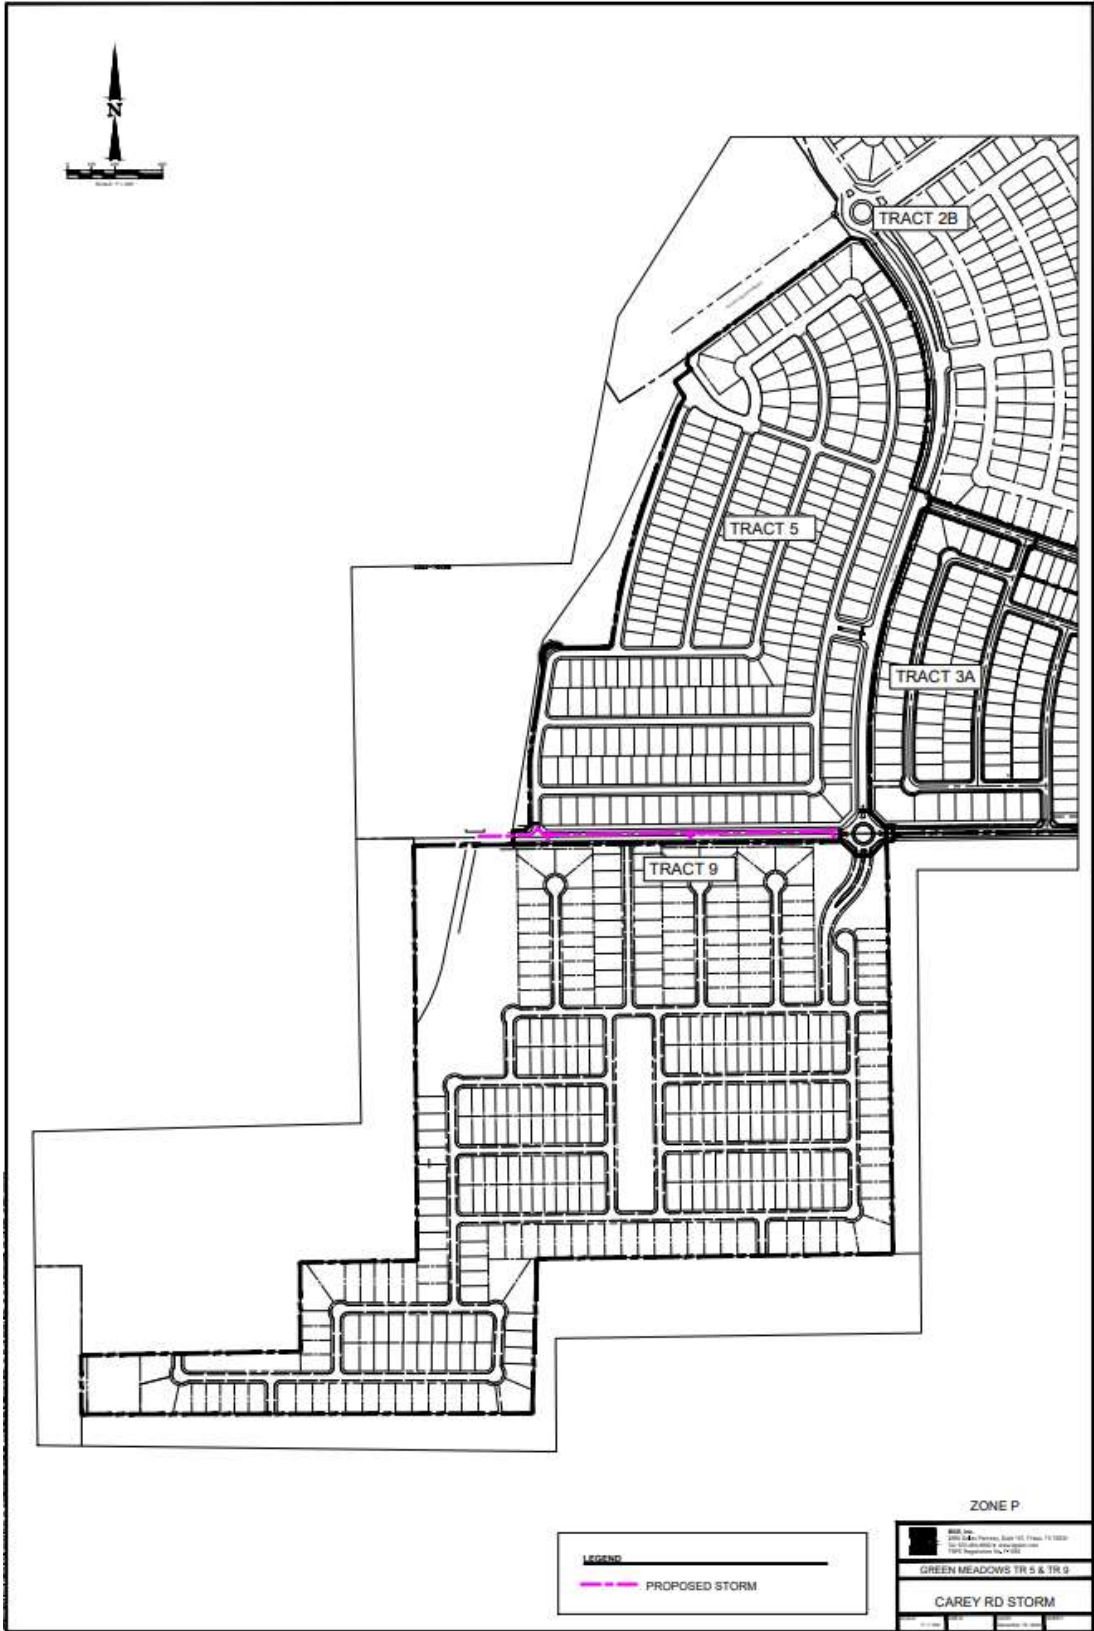 N
TRACT 2B
TRACT 5
TRACT 3A
TRACT 9
ZONE P
GREEN MEADOWS TR 5 & TR 9
CAREY RD STORM
LEGEND
PROPOSED STORM